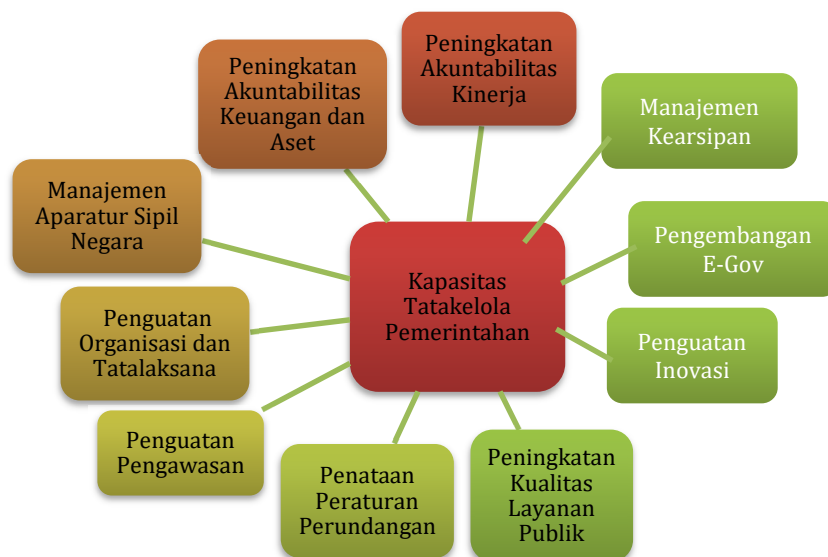 Peningkatan
Akuntabilitas
Kinerja
Peningkatan
Akuntabilitas
Keuangan dan
Aset
Manajemen
Kearsipan
Manajemen
Aparatur Sipil
Negara
Pengembangan
E-Gov
Kapasitas
Tatakelola
Pemerintahan
Penguatan
Organisasi dan
Tatalaksana
Penguatan
Inovasi
Penguatan
Pengawasan
Penataan
Peraturan
Perundangan
Peningkatan
Kualitas
Layanan
Publik